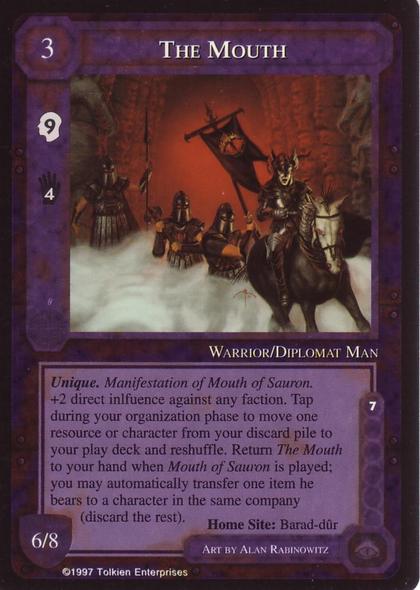 3
THE MOUTH
9
4
WARRIOR/DIPLOMAT MAN
Unique. Manifestation of Mouth of Sauron.
+2 direct inlfuence against any faction. Tap
during your organization phase to move one
resource or character from your discard pile to
your play deck and reshuffle. Return The Mouth
to your hand when Mouth of Sauron is played;
you may automatically transfer one item he
bears to a character in the same company
(discard the rest).
Home Site: Barad-dûr
7
6/8
ART BY ALAN RABINOWITZ
©1997 Tolkien Enterprises